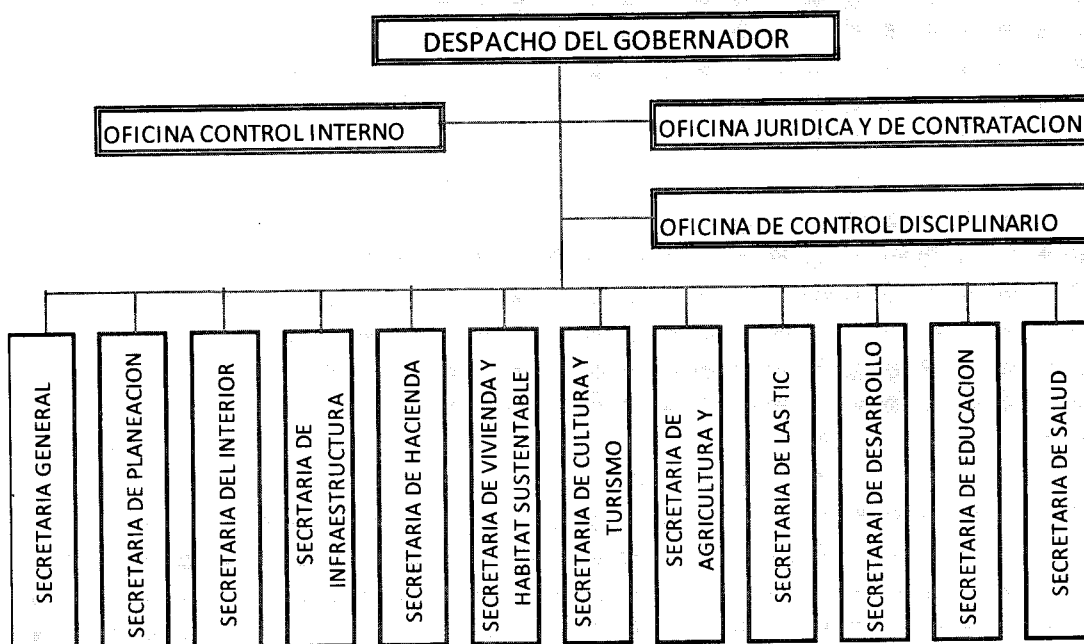 DESPACHO DEL GOBERNADOR
OFICINA CONTROL INTERNO
OFICINA JURIDICA Y DE CONTRATACION
OFICINA DE CONTROL DISCIPLINARIO
SECRETARIA GENERAL
SECRETARIA DE PLANEACION
SECRETARIA DEL INTERIOR
SECRTARIA DE
INFRAESTRUCTURA
SECRETARIA DE HACIENDA
SECRETARIA DE VIVIENDA Y
HABITAT SUSTENTABLE
SECRETARIA DE CULTURA Y
TURISMO
SECRETARIA DE
AGRICULTURA Y
SECRETARIA DE LAS TIC
SECRETARAI DE DESARROLLO
SECRETARIA DE EDUCACION
SECRETARIA DE SALUD